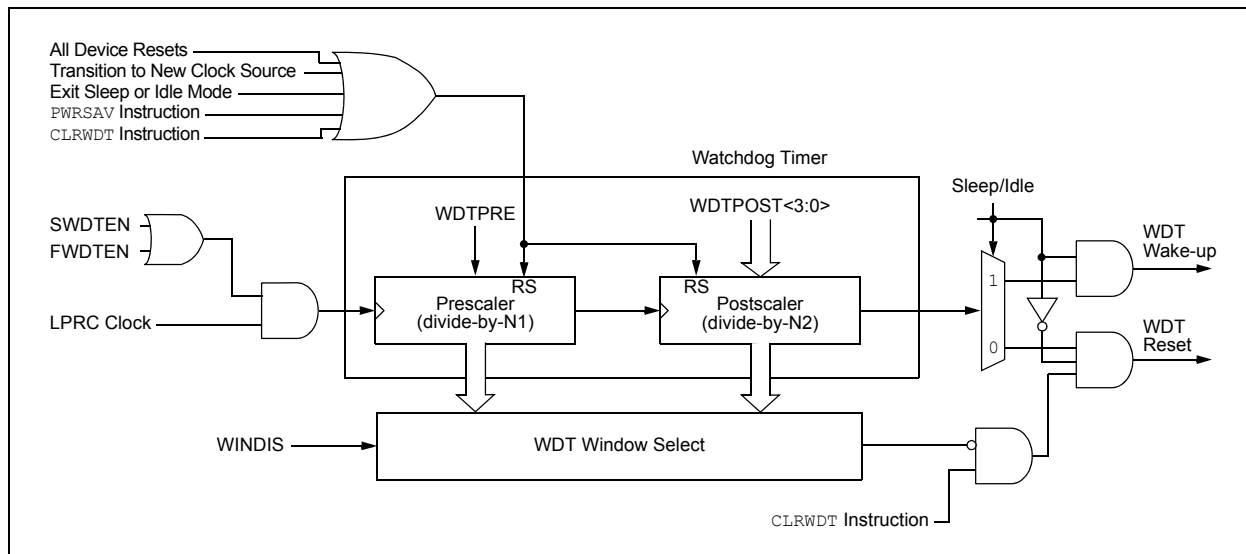 All Device Resets
Transition to New Clock Source
Exit Sleep or Idle Mode
PWRSAV Instruction
CLRWDT Instruction
Watchdog Timer
Sleep/Idle
SWDTEN
FWDTEN
WDTPRE
WDTPOST<3:0>
WDT
Wake-up
RS
RS
Prescaler
(divide-by-N1)
Postscaler
(divide-by-N2)
1
0
LPRC Clock
WDT
Reset
WINDIS
WDT Window Select
CLRWDT Instruction